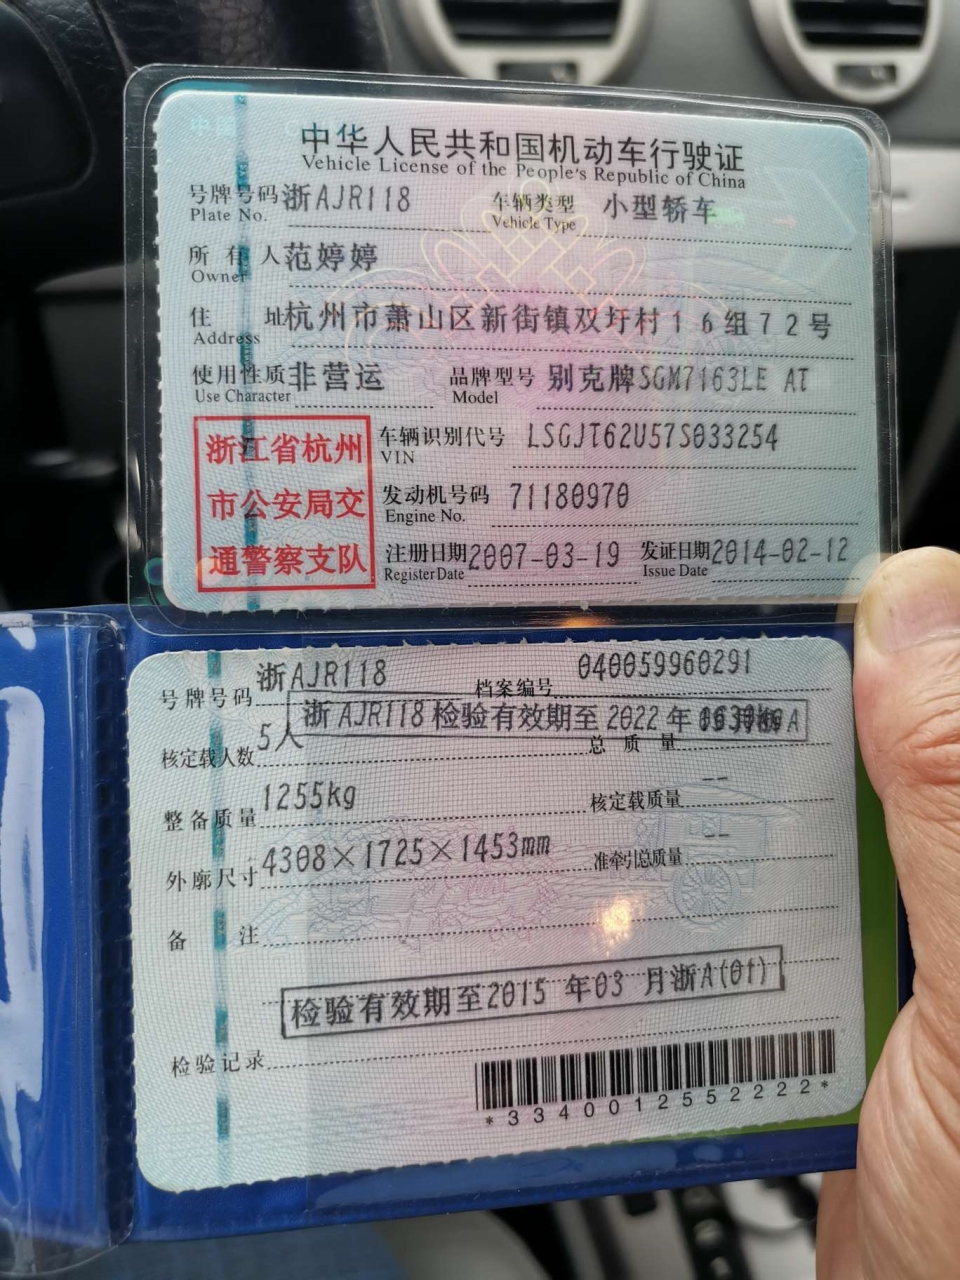 中华人民共和国机动车行驶证
Vehicle License of the People's Republic of China
号牌号码 浙AJR118 车辆类型 小型轿车
Plate No. Vehicle Type
所有人 范婷婷
Owner
住址 杭州市萧山区新街镇双圩村16组72号
Address
使用性质 非营运 品牌型号 别克牌SGM7163LE AT
Use Character Model
浙江省杭州
市公安局交
通警察支队
车辆识别代号 LSGJT62U57S033254
VIN
发动机号码 71180970
Engine No.
注册日期 2007-03-19 发证日期 2014-02-12
Register Date Issue Date
号牌号码 浙AJR118 档案编号 040059960291
浙AJR118检验有效期至2022年
核定载人数 5人 总质量
整备质量 1255kg 核定载质量 --
外廓尺寸 4308×1725×1453mm 准牵引总质量 --
备注
检验有效期至2015年03月浙A(01)
检验记录
*3340012552222*